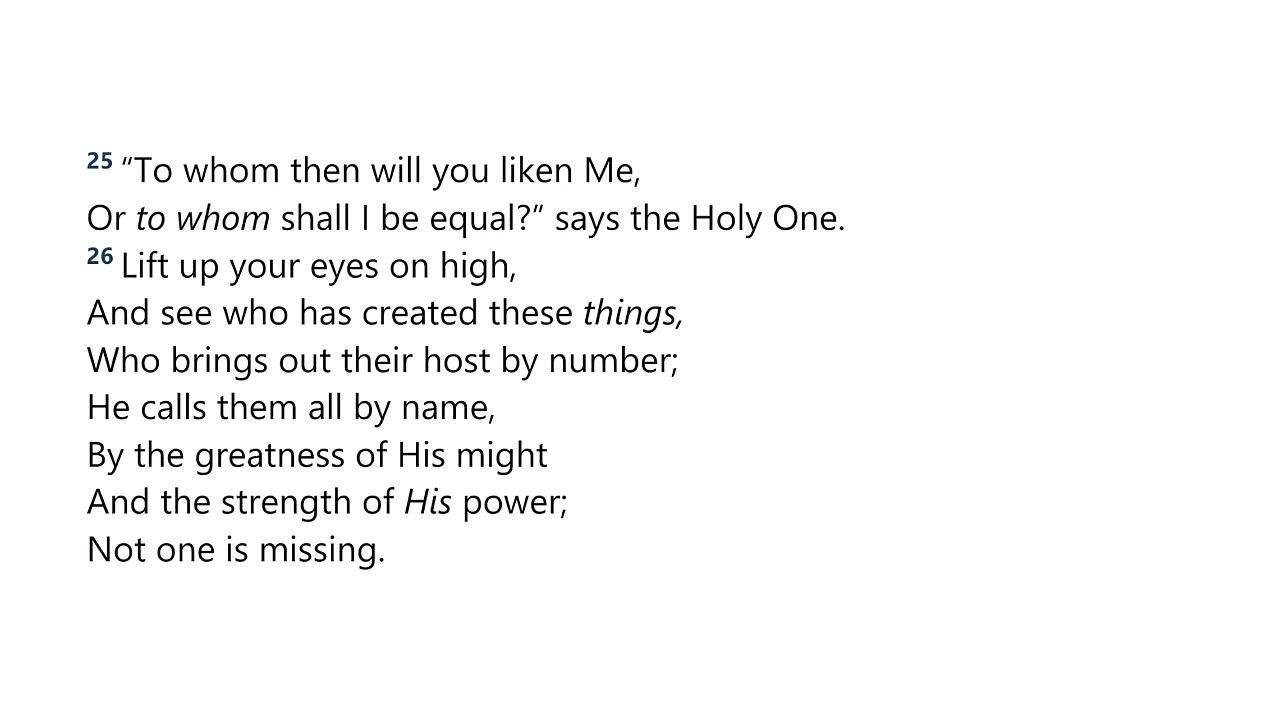 25 “To whom then will you liken Me,
Or to whom shall I be equal?” says the Holy One.
26 Lift up your eyes on high,
And see who has created these things,
Who brings out their host by number;
He calls them all by name,
By the greatness of His might
And the strength of His power;
Not one is missing.